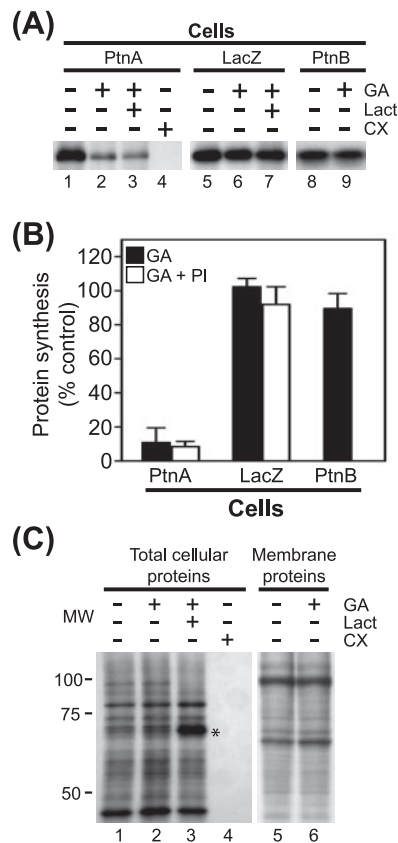 (A)
Cells
PtnA LacZ PtnB
- + + - - + + - + GA
- - + - - - + - - Lact
- - - + - - - - - CX
1 2 3 4 5 6 7 8 9
(B)
Protein synthesis
(% control)
120
100
80
60
40
20
0
GA
GA + PI
PtnA LacZ PtnB
Cells
(C)
Total cellular proteins Membrane proteins
- + + - - + GA
MW - - + - - - Lact
- - - + - - CX
100
75
*
50
1 2 3 4 5 6